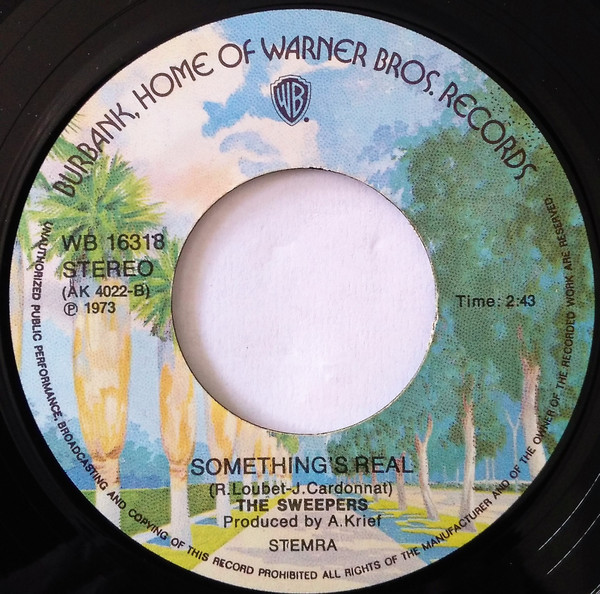 BURBANK, HOME OF WARNER BROS. RECORDS
WB
WB 16318
STEREO
(AK 4022-B)
Ⓟ 1973
Time: 2:43
SOMETHING'S REAL
(R.Loubet-J.Cardonnat)
THE SWEEPERS
Produced by A.Krief
STEMRA
UNAUTHORIZED PUBLIC PERFORMANCE, BROADCASTING AND COPYING OF THIS RECORD PROHIBITED ALL RIGHTS OF THE MANUFACTURER AND OF THE OWNER OF THE RECORDED WORK ARE RESERVED